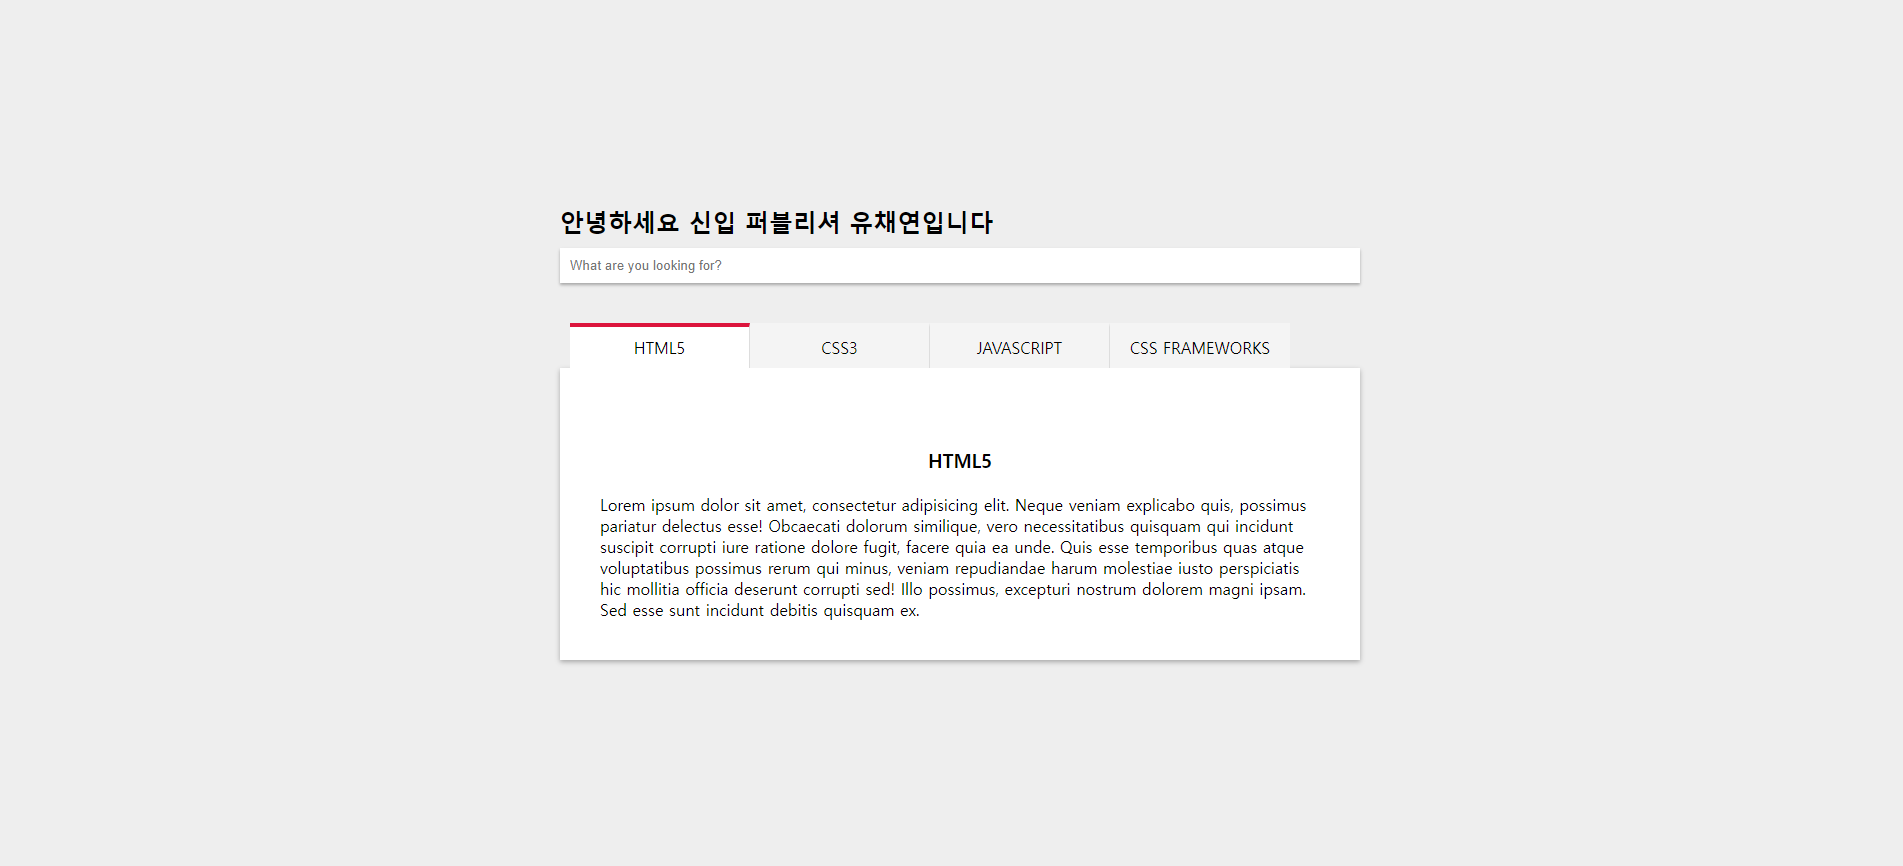 안녕하세요 신입 퍼블리셔 유채연입니다
What are you looking for?
HTML5 CSS3 JAVASCRIPT CSS FRAMEWORKS
HTML5
Lorem ipsum dolor sit amet, consectetur adipisicing elit. Neque veniam explicabo quis, possimus
pariatur delectus esse! Obcaecati dolorum similique, vero necessitatibus quisquam qui incidunt
suscipit corrupti iure ratione dolore fugit, facere quia ea unde. Quis esse temporibus quas atque
voluptatibus possimus rerum qui minus, veniam repudiandae harum molestiae iusto perspiciatis
hic mollitia officia deserunt corrupti sed! Illo possimus, excepturi nostrum dolorem magni ipsam.
Sed esse sunt incidunt debitis quisquam ex.